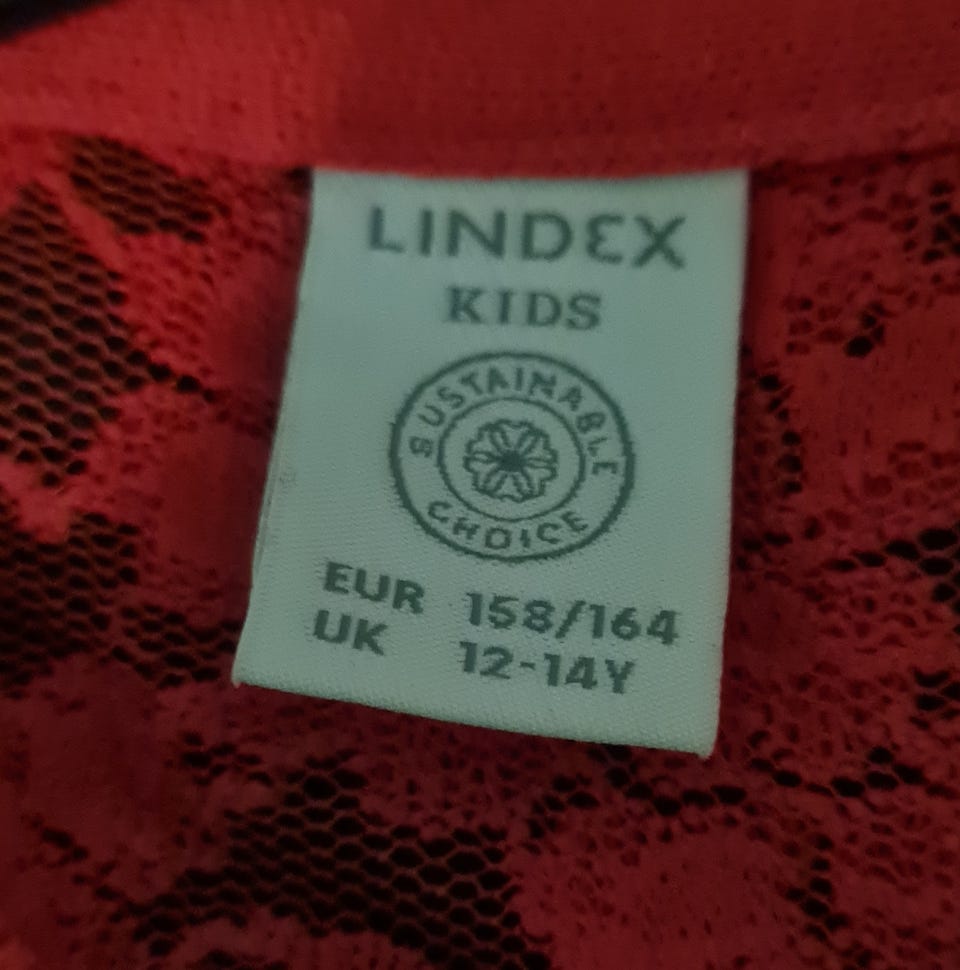 LINDEX
KIDS
SUSTAINABLE
CHOICE
EUR 158/164
UK 12-14Y